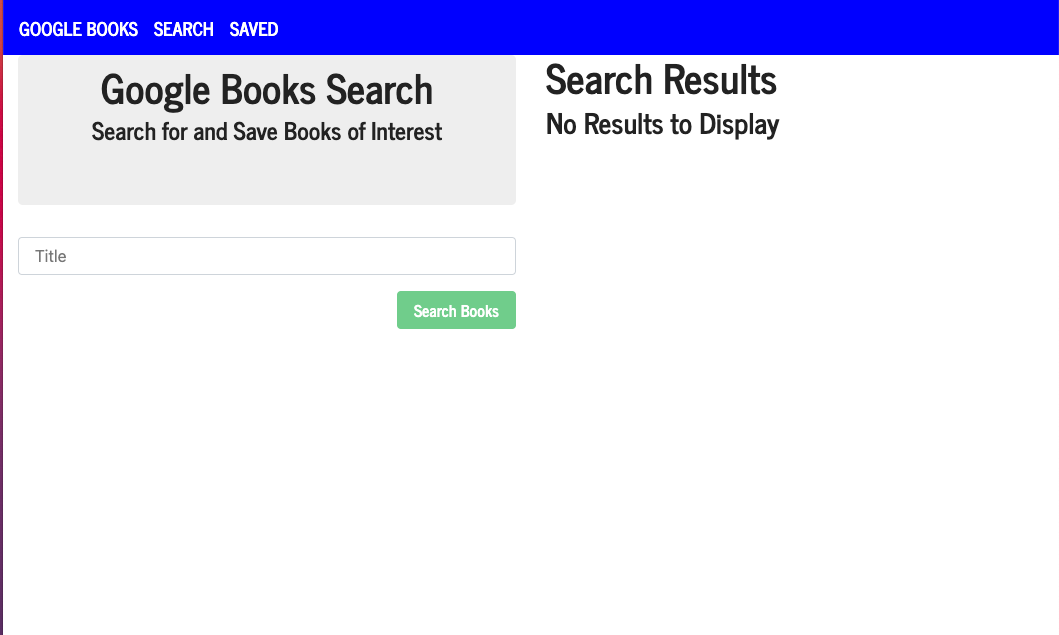 GOOGLE BOOKS SEARCH SAVED
Google Books Search
Search for and Save Books of Interest
Title
Search Books
Search Results
No Results to Display